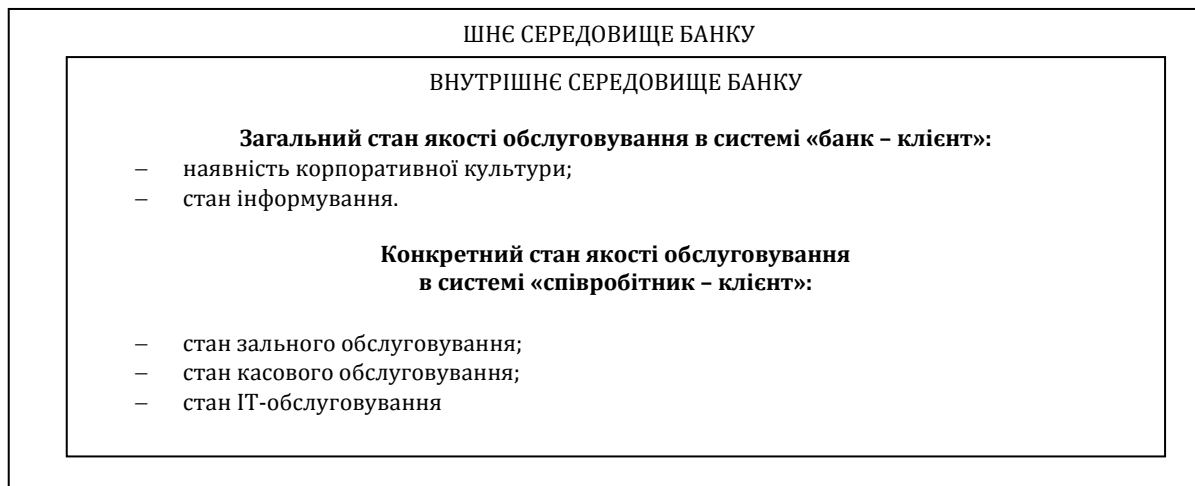 ШНЄ СЕРЕДОВИЩЕ БАНКУ
ВНУТРІШНЄ СЕРЕДОВИЩЕ БАНКУ
Загальний стан якості обслуговування в системі «банк – клієнт»:
– наявність корпоративної культури;
– стан інформування.
Конкретний стан якості обслуговування
в системі «співробітник – клієнт»:
– стан зального обслуговування;
– стан касового обслуговування;
– стан ІТ-обслуговування